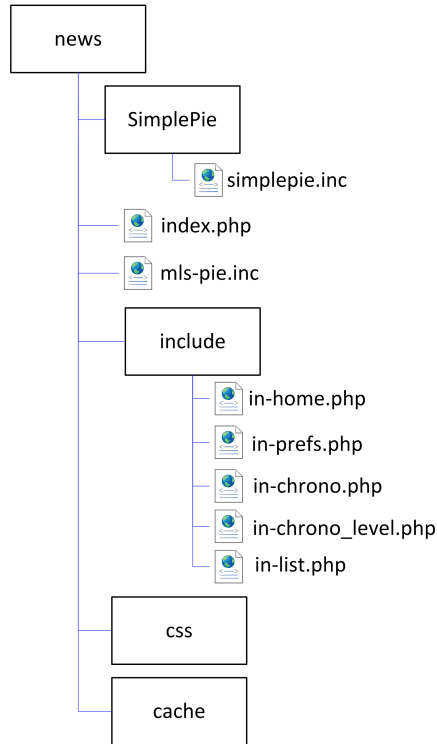 news
SimplePie
simplepie.inc
index.php
mls-pie.inc
include
in-home.php
in-prefs.php
in-chrono.php
in-chrono_level.php
in-list.php
css
cache